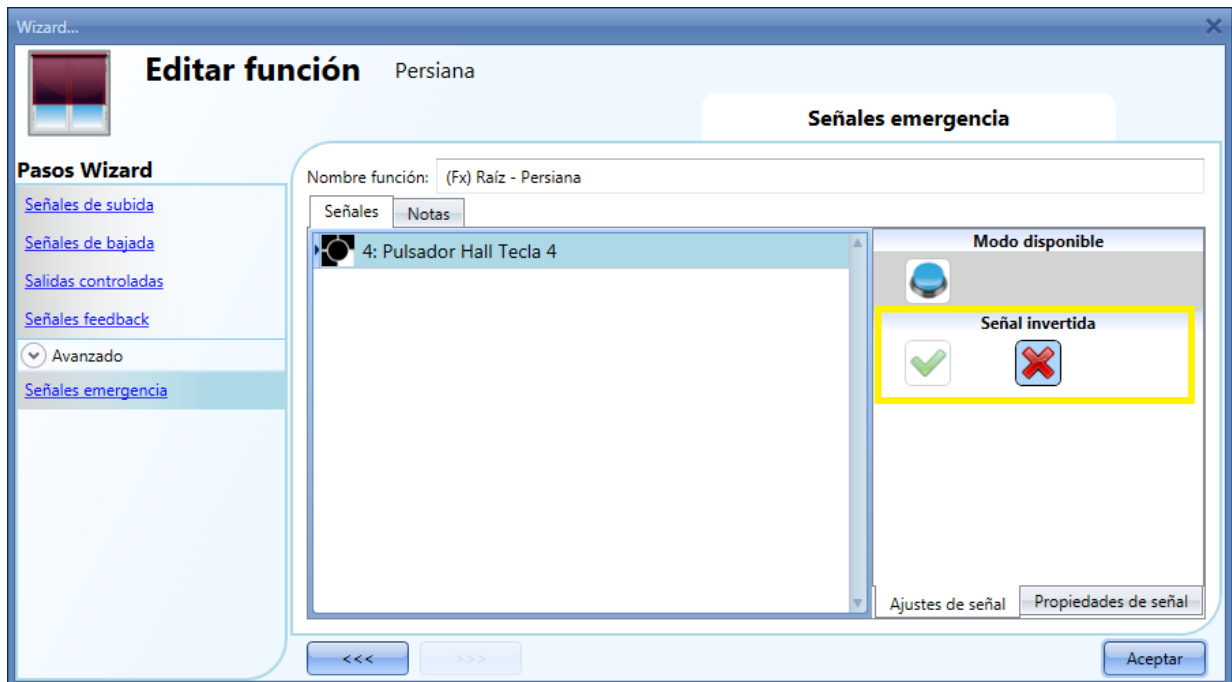 Wizard...
Editar función Persiana
Señales emergencia
Pasos Wizard
Señales de subida
Señales de bajada
Salidas controladas
Señales feedback
Avanzado
Señales emergencia
Nombre función: (Fx) Raíz - Persiana
Señales Notas
4: Pulsador Hall Tecla 4
Modo disponible
Señal invertida
Ajustes de señal Propiedades de señal
<<< >>> Aceptar